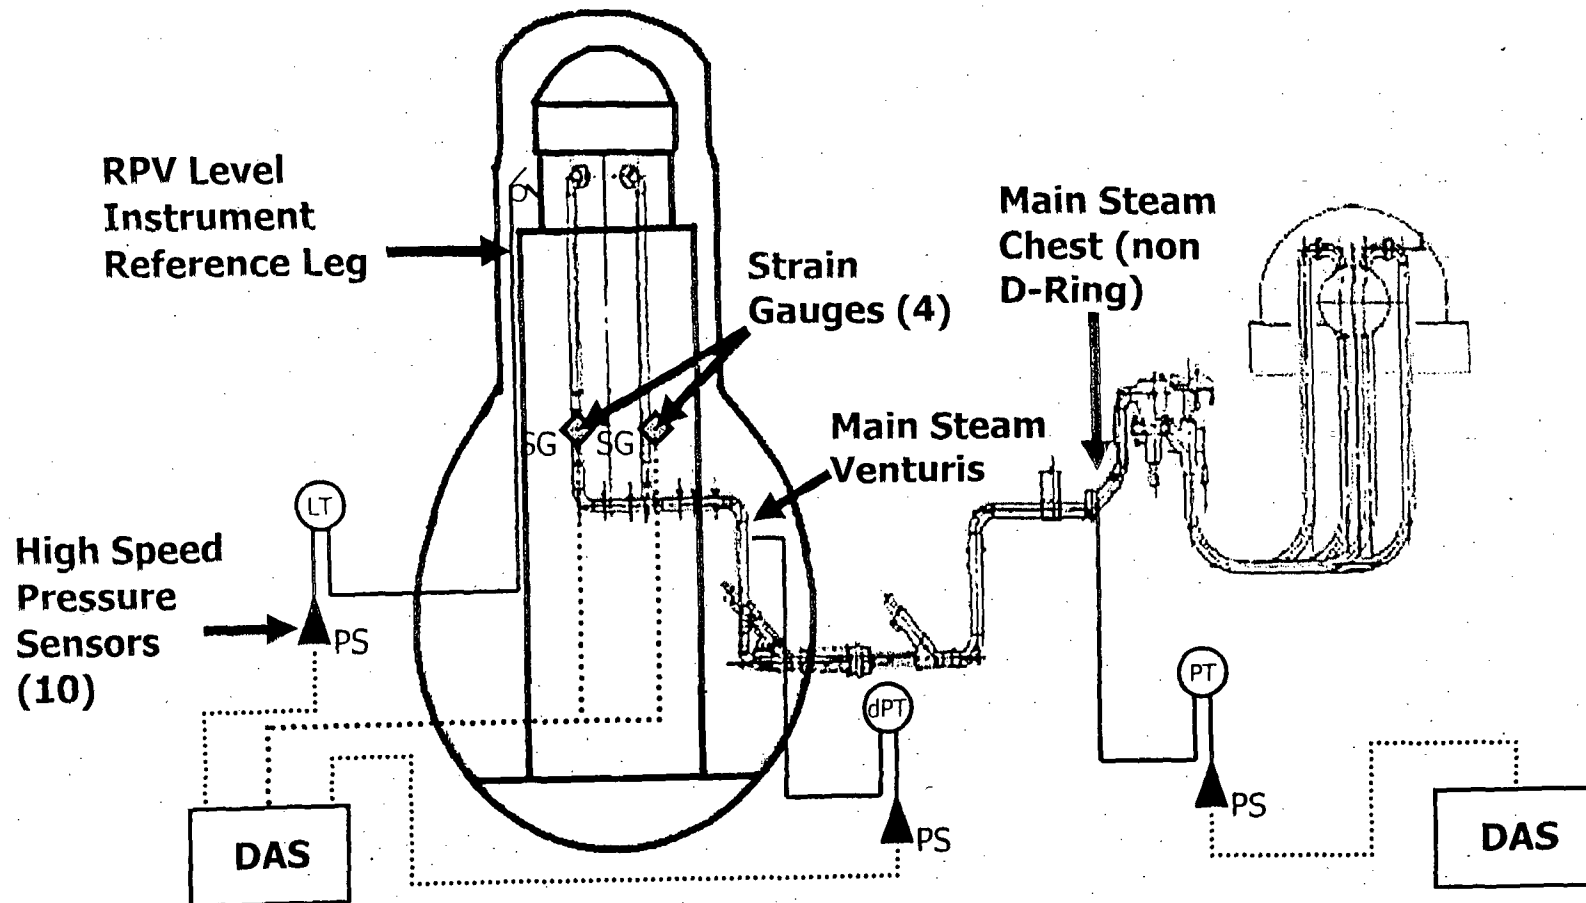 RPV Level
Instrument
Reference Leg
Main Steam
Chest (non
D-Ring)
Strain
Gauges (4)
SG SG
Main Steam
Venturis
LT
High Speed
Pressure
Sensors
(10)
PS
PT
dPT
PS
PS
DAS
DAS